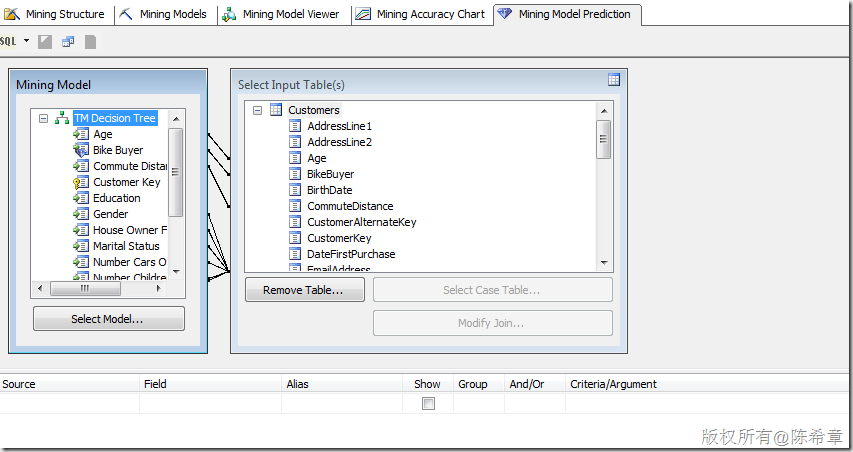 Mining Structure Mining Models Mining Model Viewer Mining Accuracy Chart Mining Model Prediction
SQL
Mining Model
TM Decision Tree
Age
Bike Buyer
Commute Distan
Customer Key
Education
Gender
House Owner F
Marital Status
Number Cars O
Number Children
Select Model...
Select Input Table(s)
Customers
AddressLine1
AddressLine2
Age
BikeBuyer
BirthDate
CommuteDistance
CustomerAlternateKey
CustomerKey
DateFirstPurchase
EmailAddress
Remove Table... Select Case Table...
Modify Join...
Source Field Alias Show Group And/Or Criteria/Argument
版权所有@陈希章